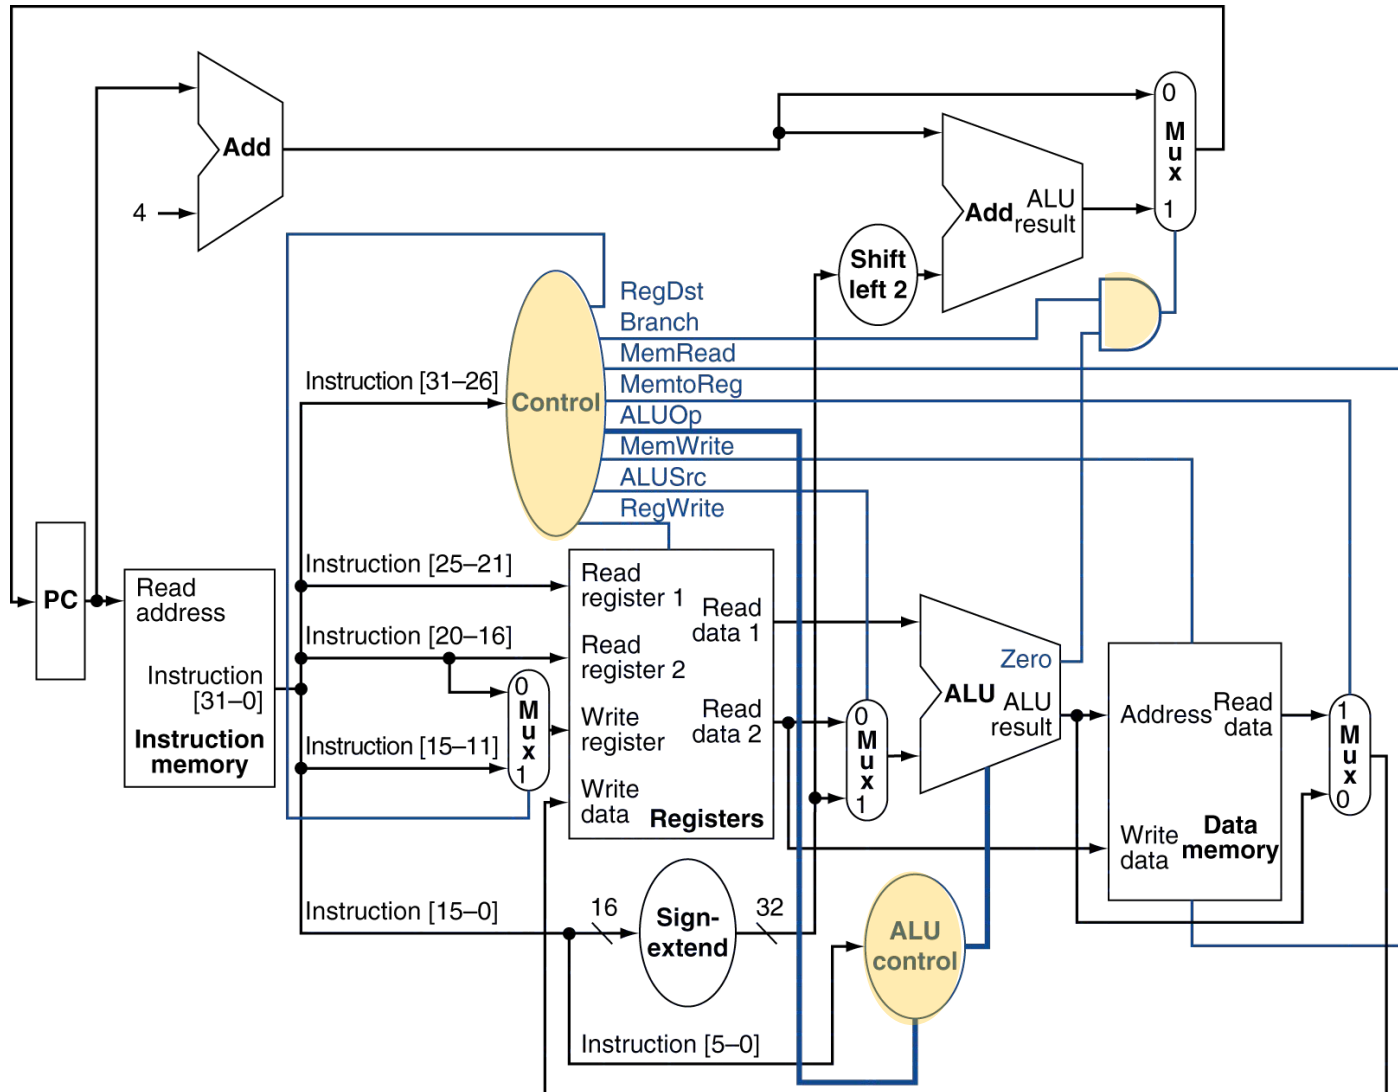 0
M
u
x
1
Add
4
Add
ALU
result
Shift
left 2
RegDst
Branch
MemRead
MemtoReg
ALUOp
MemWrite
ALUSrc
RegWrite
Control
Instruction [31–26]
Instruction [25–21]
Instruction [20–16]
Instruction [15–11]
Instruction [15–0]
Instruction [5–0]
PC
Read
address
Instruction
[31–0]
Instruction
memory
0
M
u
x
1
Read
register 1
Read
register 2
Write
register
Write
data
Read
data 1
Read
data 2
Registers
0
M
u
x
1
Zero
ALU
ALU
result
Address
Read
data
Write
data
Data
memory
1
M
u
x
0
16
Sign-
extend
32
ALU
control